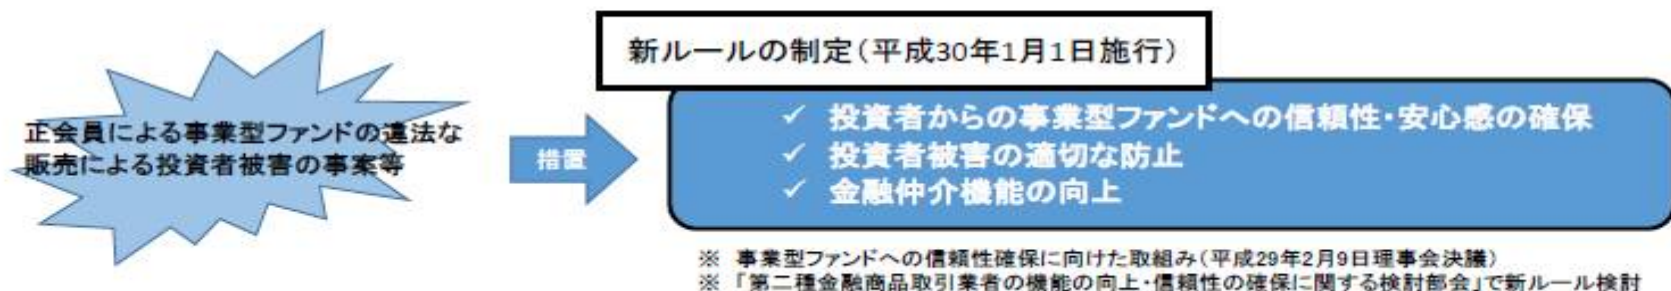 新ルールの制定(平成30年1月1日施行)
正会員による事業型ファンドの違法な
販売による投資者被害の事案等
措置
✓ 投資者からの事業型ファンドへの信頼性・安心感の確保
✓ 投資者被害の適切な防止
✓ 金融仲介機能の向上
※ 事業型ファンドへの信頼性確保に向けた取組み(平成29年2月9日理事会決議)
※ 「第二種金融商品取引業者の機能の向上・信頼性の確保に関する検討部会」で新ルール検討